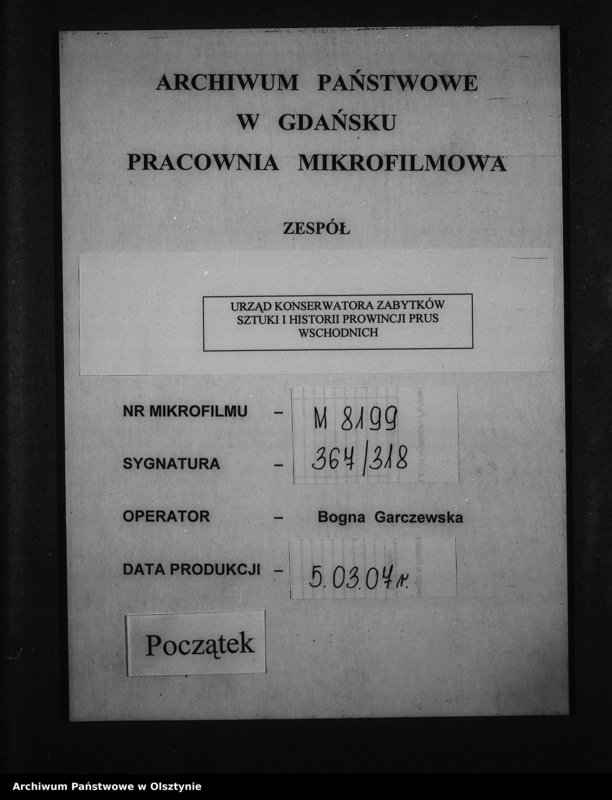 ARCHIWUM PAŃSTWOWE
W GDAŃSKU
PRACOWNIA MIKROFILMOWA
ZESPÓŁ
URZĄD KONSERWATORA ZABYTKÓW
SZTUKI I HISTORII PROWINCJI PRUS
WSCHODNICH
NR MIKROFILMU – M 8199
SYGNATURA – 367/318
OPERATOR – Bogna Garczewska
DATA PRODUKCJI – 5.03.07r.
Początek
Archiwum Państwowe w Olsztynie